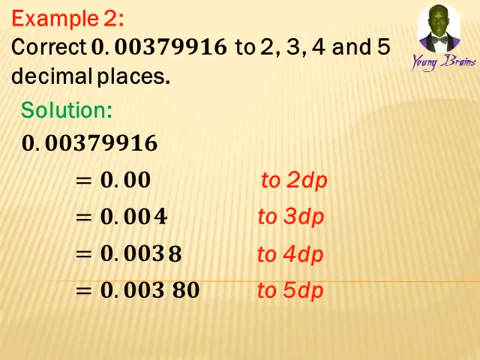 Example 2:
Correct 0.00379916 to 2, 3, 4 and 5
decimal places.
Young Brains
Solution:
0.00379916
= 0.00 to 2dp
= 0.004 to 3dp
= 0.0038 to 4dp
= 0.003 80 to 5dp